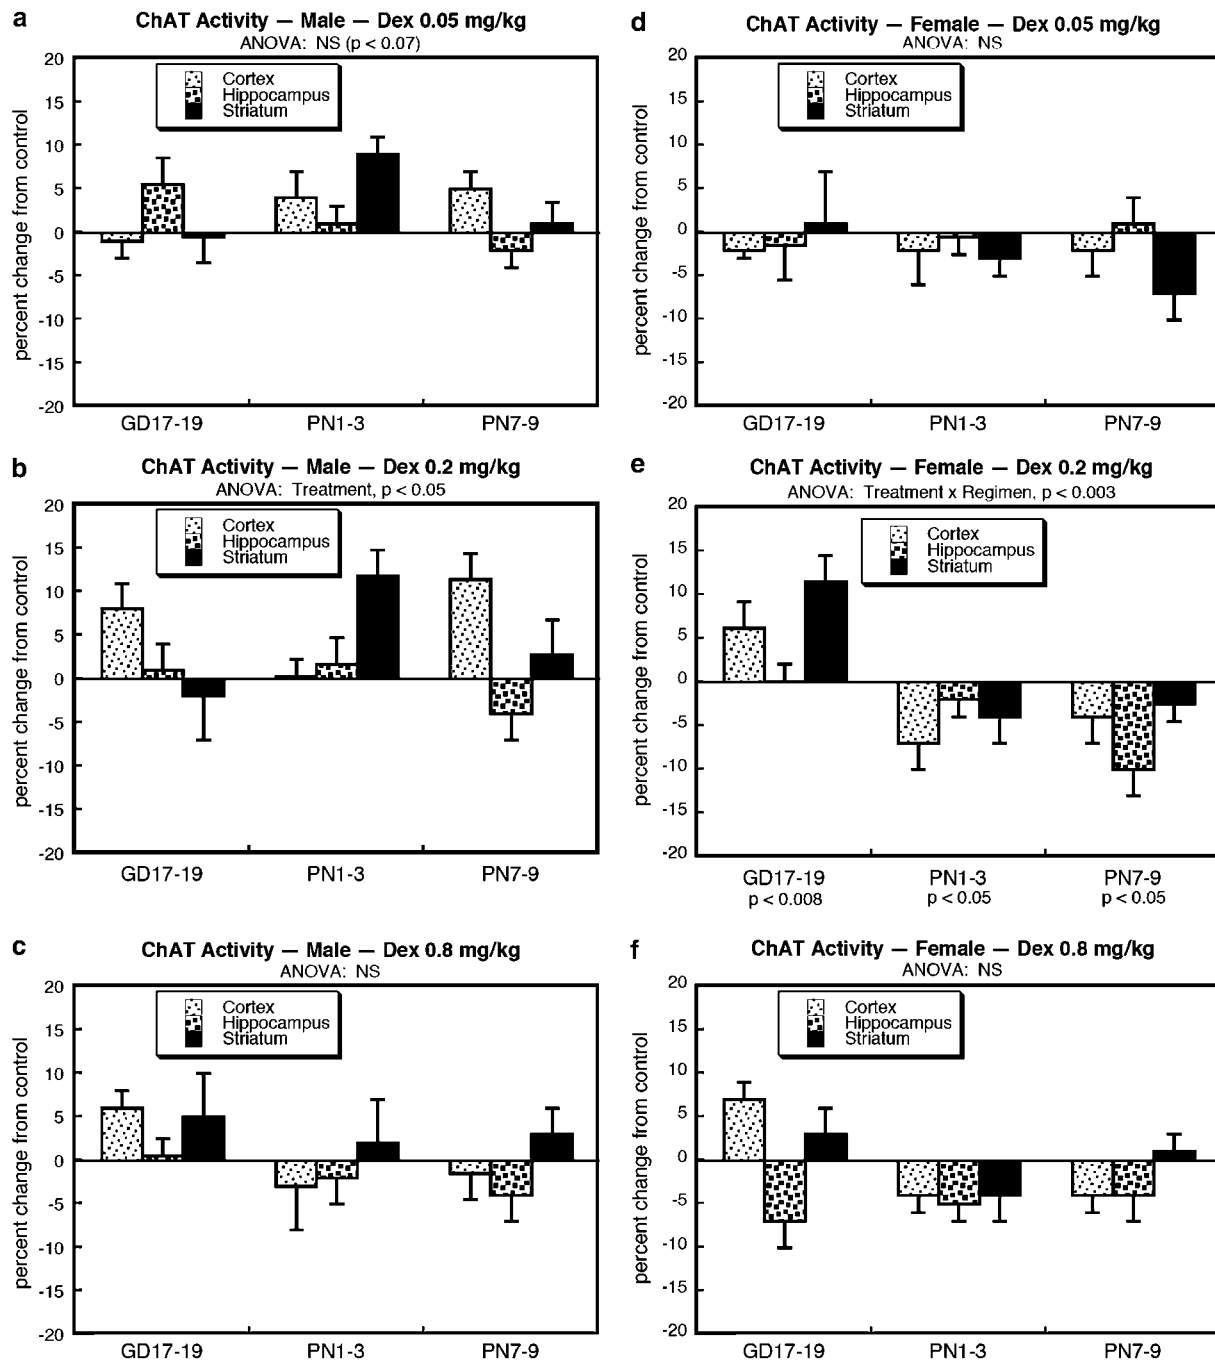 a
ChAT Activity — Male — Dex 0.05 mg/kg
ANOVA: NS (p < 0.07)
Cortex
Hippocampus
Striatum
percent change from control
20
15
10
5
0
-5
-10
-15
-20
GD17-19 PN1-3 PN7-9
b
ChAT Activity — Male — Dex 0.2 mg/kg
ANOVA: Treatment, p < 0.05
Cortex
Hippocampus
Striatum
percent change from control
20
15
10
5
0
-5
-10
-15
-20
GD17-19 PN1-3 PN7-9
c
ChAT Activity — Male — Dex 0.8 mg/kg
ANOVA: NS
Cortex
Hippocampus
Striatum
percent change from control
20
15
10
5
0
-5
-10
-15
-20
GD17-19 PN1-3 PN7-9
d
ChAT Activity — Female — Dex 0.05 mg/kg
ANOVA: NS
Cortex
Hippocampus
Striatum
percent change from control
20
15
10
5
0
-5
-10
-15
-20
GD17-19 PN1-3 PN7-9
e
ChAT Activity — Female — Dex 0.2 mg/kg
ANOVA: Treatment x Regimen, p < 0.003
Cortex
Hippocampus
Striatum
percent change from control
20
15
10
5
0
-5
-10
-15
-20
GD17-19 PN1-3 PN7-9
p < 0.008 p < 0.05 p < 0.05
f
ChAT Activity — Female — Dex 0.8 mg/kg
ANOVA: NS
Cortex
Hippocampus
Striatum
percent change from control
20
15
10
5
0
-5
-10
-15
-20
GD17-19 PN1-3 PN7-9